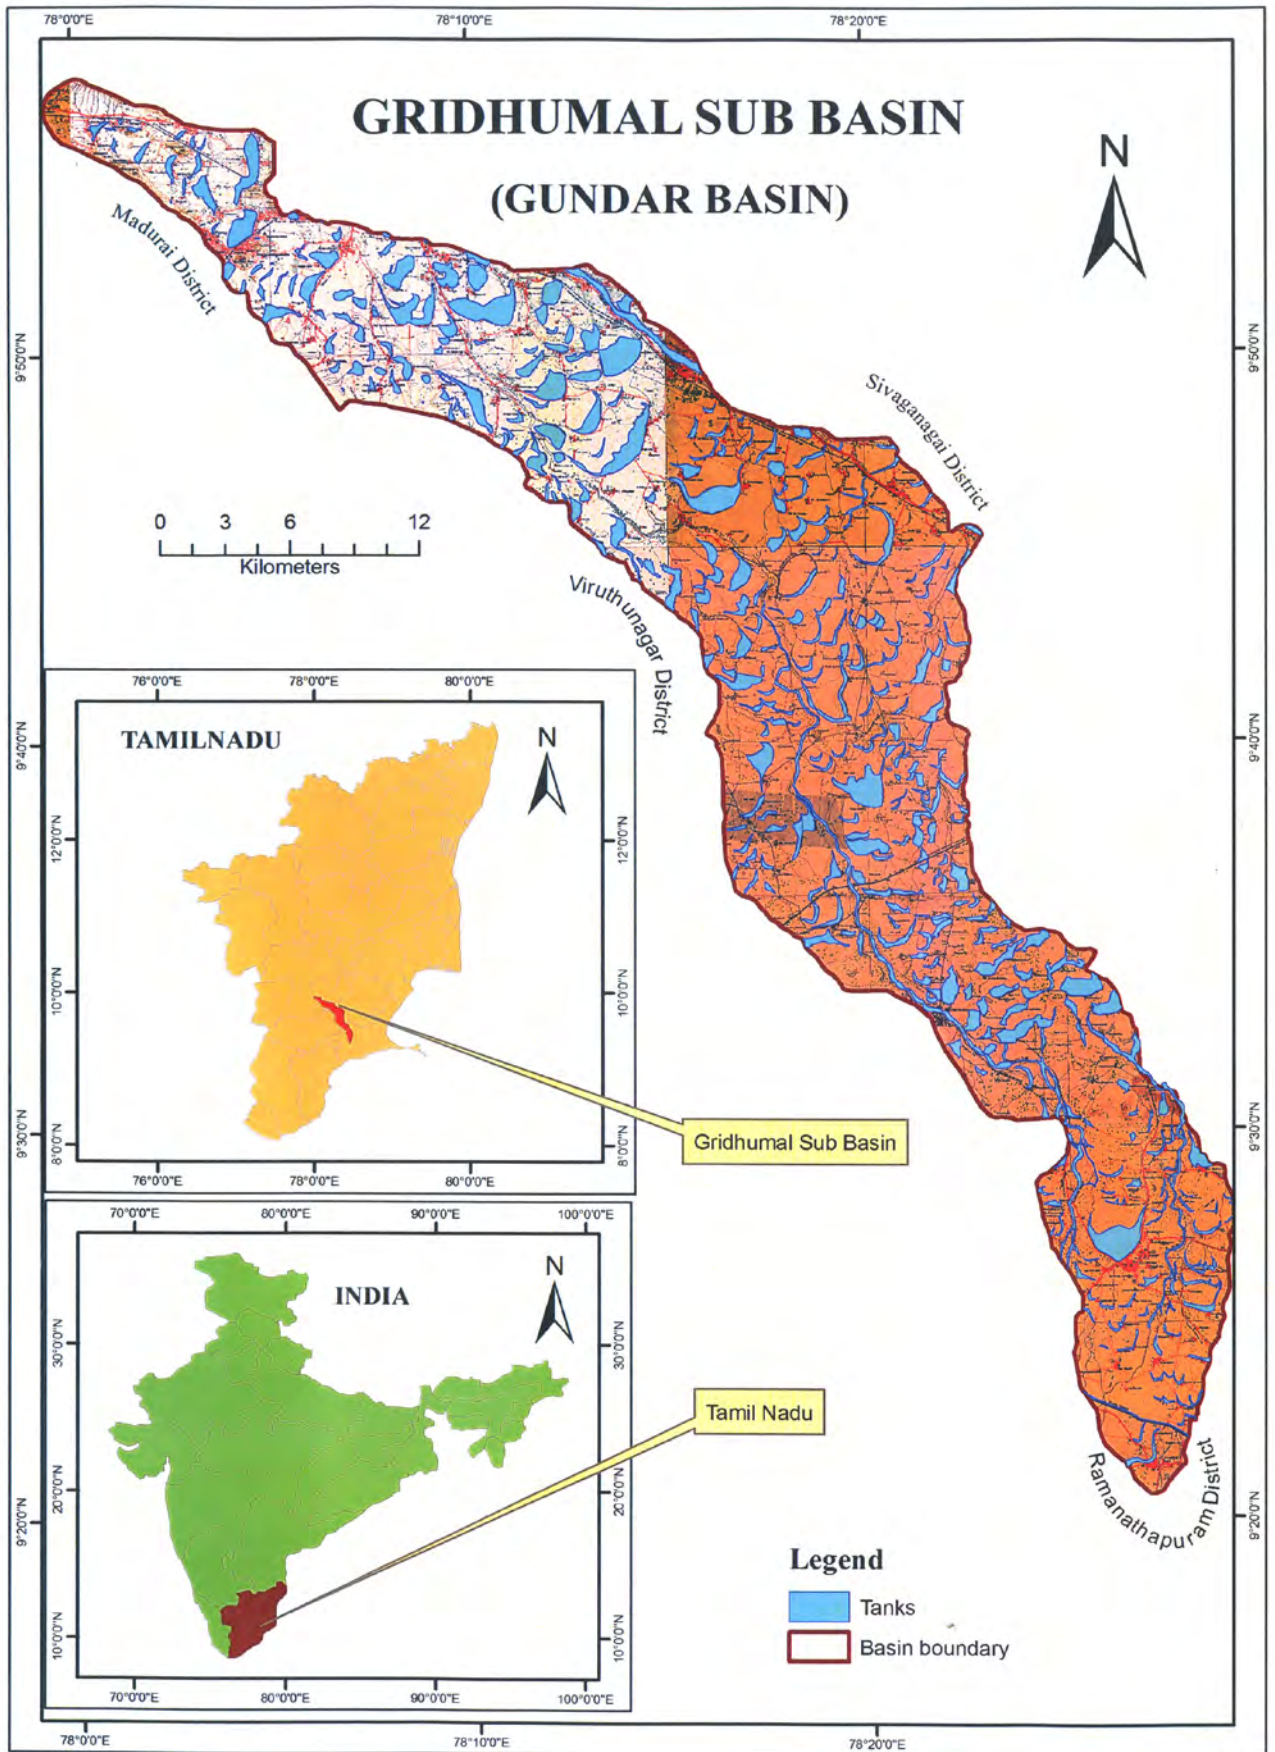 78°0'0"E
78°10'0"E
78°20'0"E
GRIDHUMAL SUB BASIN
(GUNDAR BASIN)
N
Madurai District
Sivaganagai District
Viruthunagar District
Ramanathapuram District
9°50'0"N
9°50'0"N
9°40'0"N
9°40'0"N
9°30'0"N
9°30'0"N
9°20'0"N
9°20'0"N
0 3 6 12
Kilometers
76°0'0"E 78°0'0"E 80°0'0"E
TAMILNADU
N
12°0'0"N
12°0'0"N
10°0'0"N
10°0'0"N
8°0'0"N
8°0'0"N
76°0'0"E 78°0'0"E 80°0'0"E
Gridhumal Sub Basin
70°0'0"E 80°0'0"E 90°0'0"E 100°0'0"E
INDIA
N
30°0'0"N
30°0'0"N
20°0'0"N
20°0'0"N
10°0'0"N
10°0'0"N
70°0'0"E 80°0'0"E 90°0'0"E 100°0'0"E
Tamil Nadu
Legend
Tanks
Basin boundary
78°0'0"E
78°10'0"E
78°20'0"E